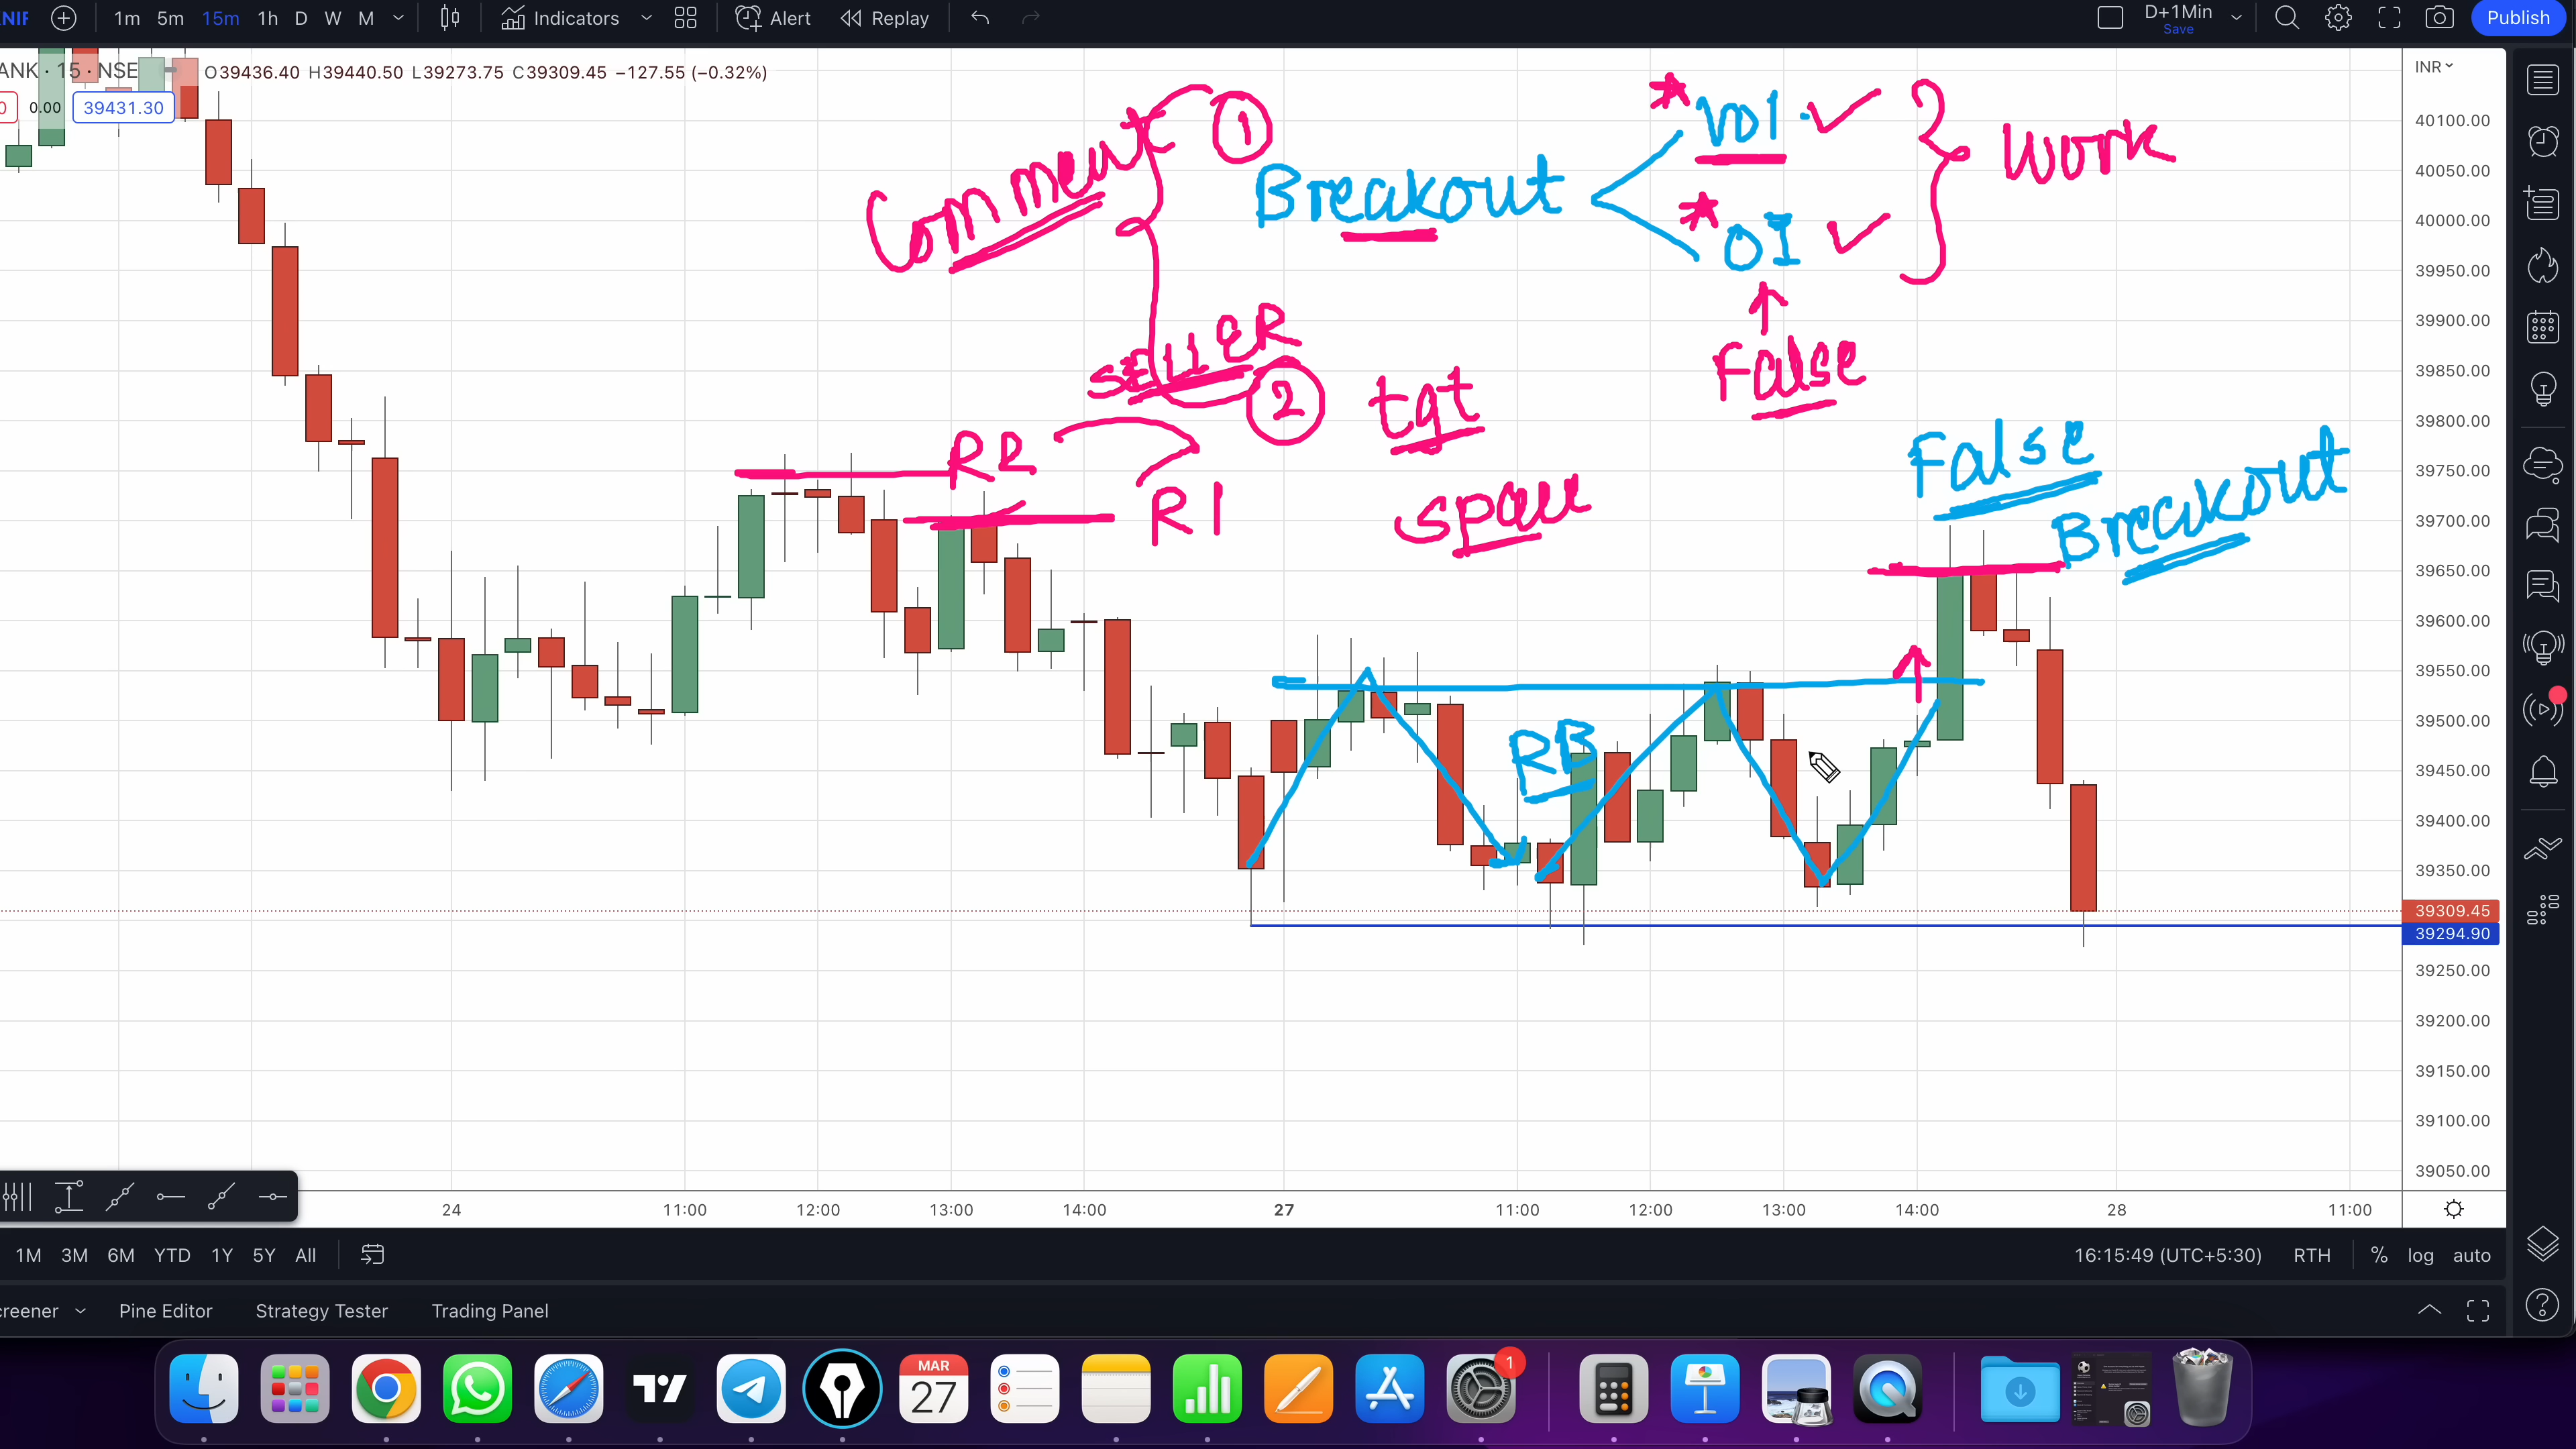 NIF 1m 5m 15m 1h D W M Indicators Alert Replay D+1Min Save Publish
ANK · 15 · NSE O39436.40 H39440.50 L39273.75 C39309.45 −127.55 (−0.32%)
0 0.00 39431.30
INR
Comment 1
Breakout
Vol
OI
Work
False
SELLER
2 tgt
space
RR
R1
False
Breakout
RB
40100.00
40050.00
40000.00
39950.00
39900.00
39850.00
39800.00
39750.00
39700.00
39650.00
39600.00
39550.00
39500.00
39450.00
39400.00
39350.00
39309.45
39294.90
39250.00
39200.00
39150.00
39100.00
39050.00
24 11:00 12:00 13:00 14:00 27 11:00 12:00 13:00 14:00 28 11:00
1M 3M 6M YTD 1Y 5Y All 16:15:49 (UTC+5:30) RTH % log auto
creener Pine Editor Strategy Tester Trading Panel
MAR
27
1